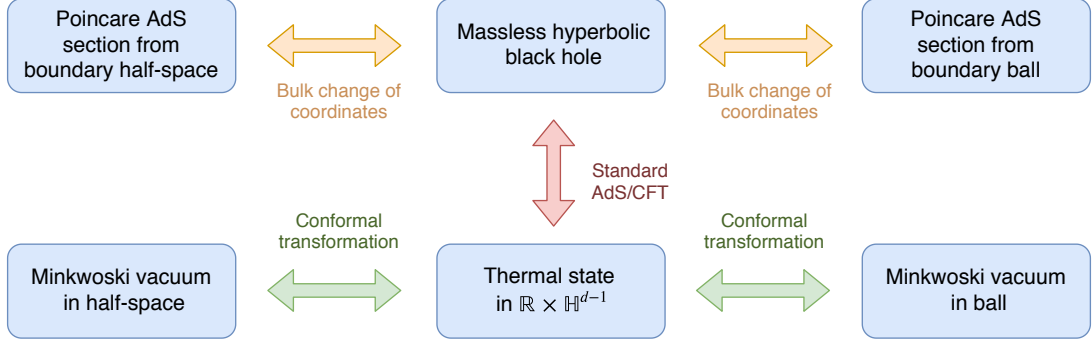 Poincare AdS
section from
boundary half-space
Massless hyperbolic
black hole
Poincare AdS
section from
boundary ball
Bulk change of
coordinates
Bulk change of
coordinates
Standard
AdS/CFT
Conformal
transformation
Conformal
transformation
Minkwoski vacuum
in half-space
Thermal state
in ℝ × ℍ^{d−1}
Minkwoski vacuum
in ball